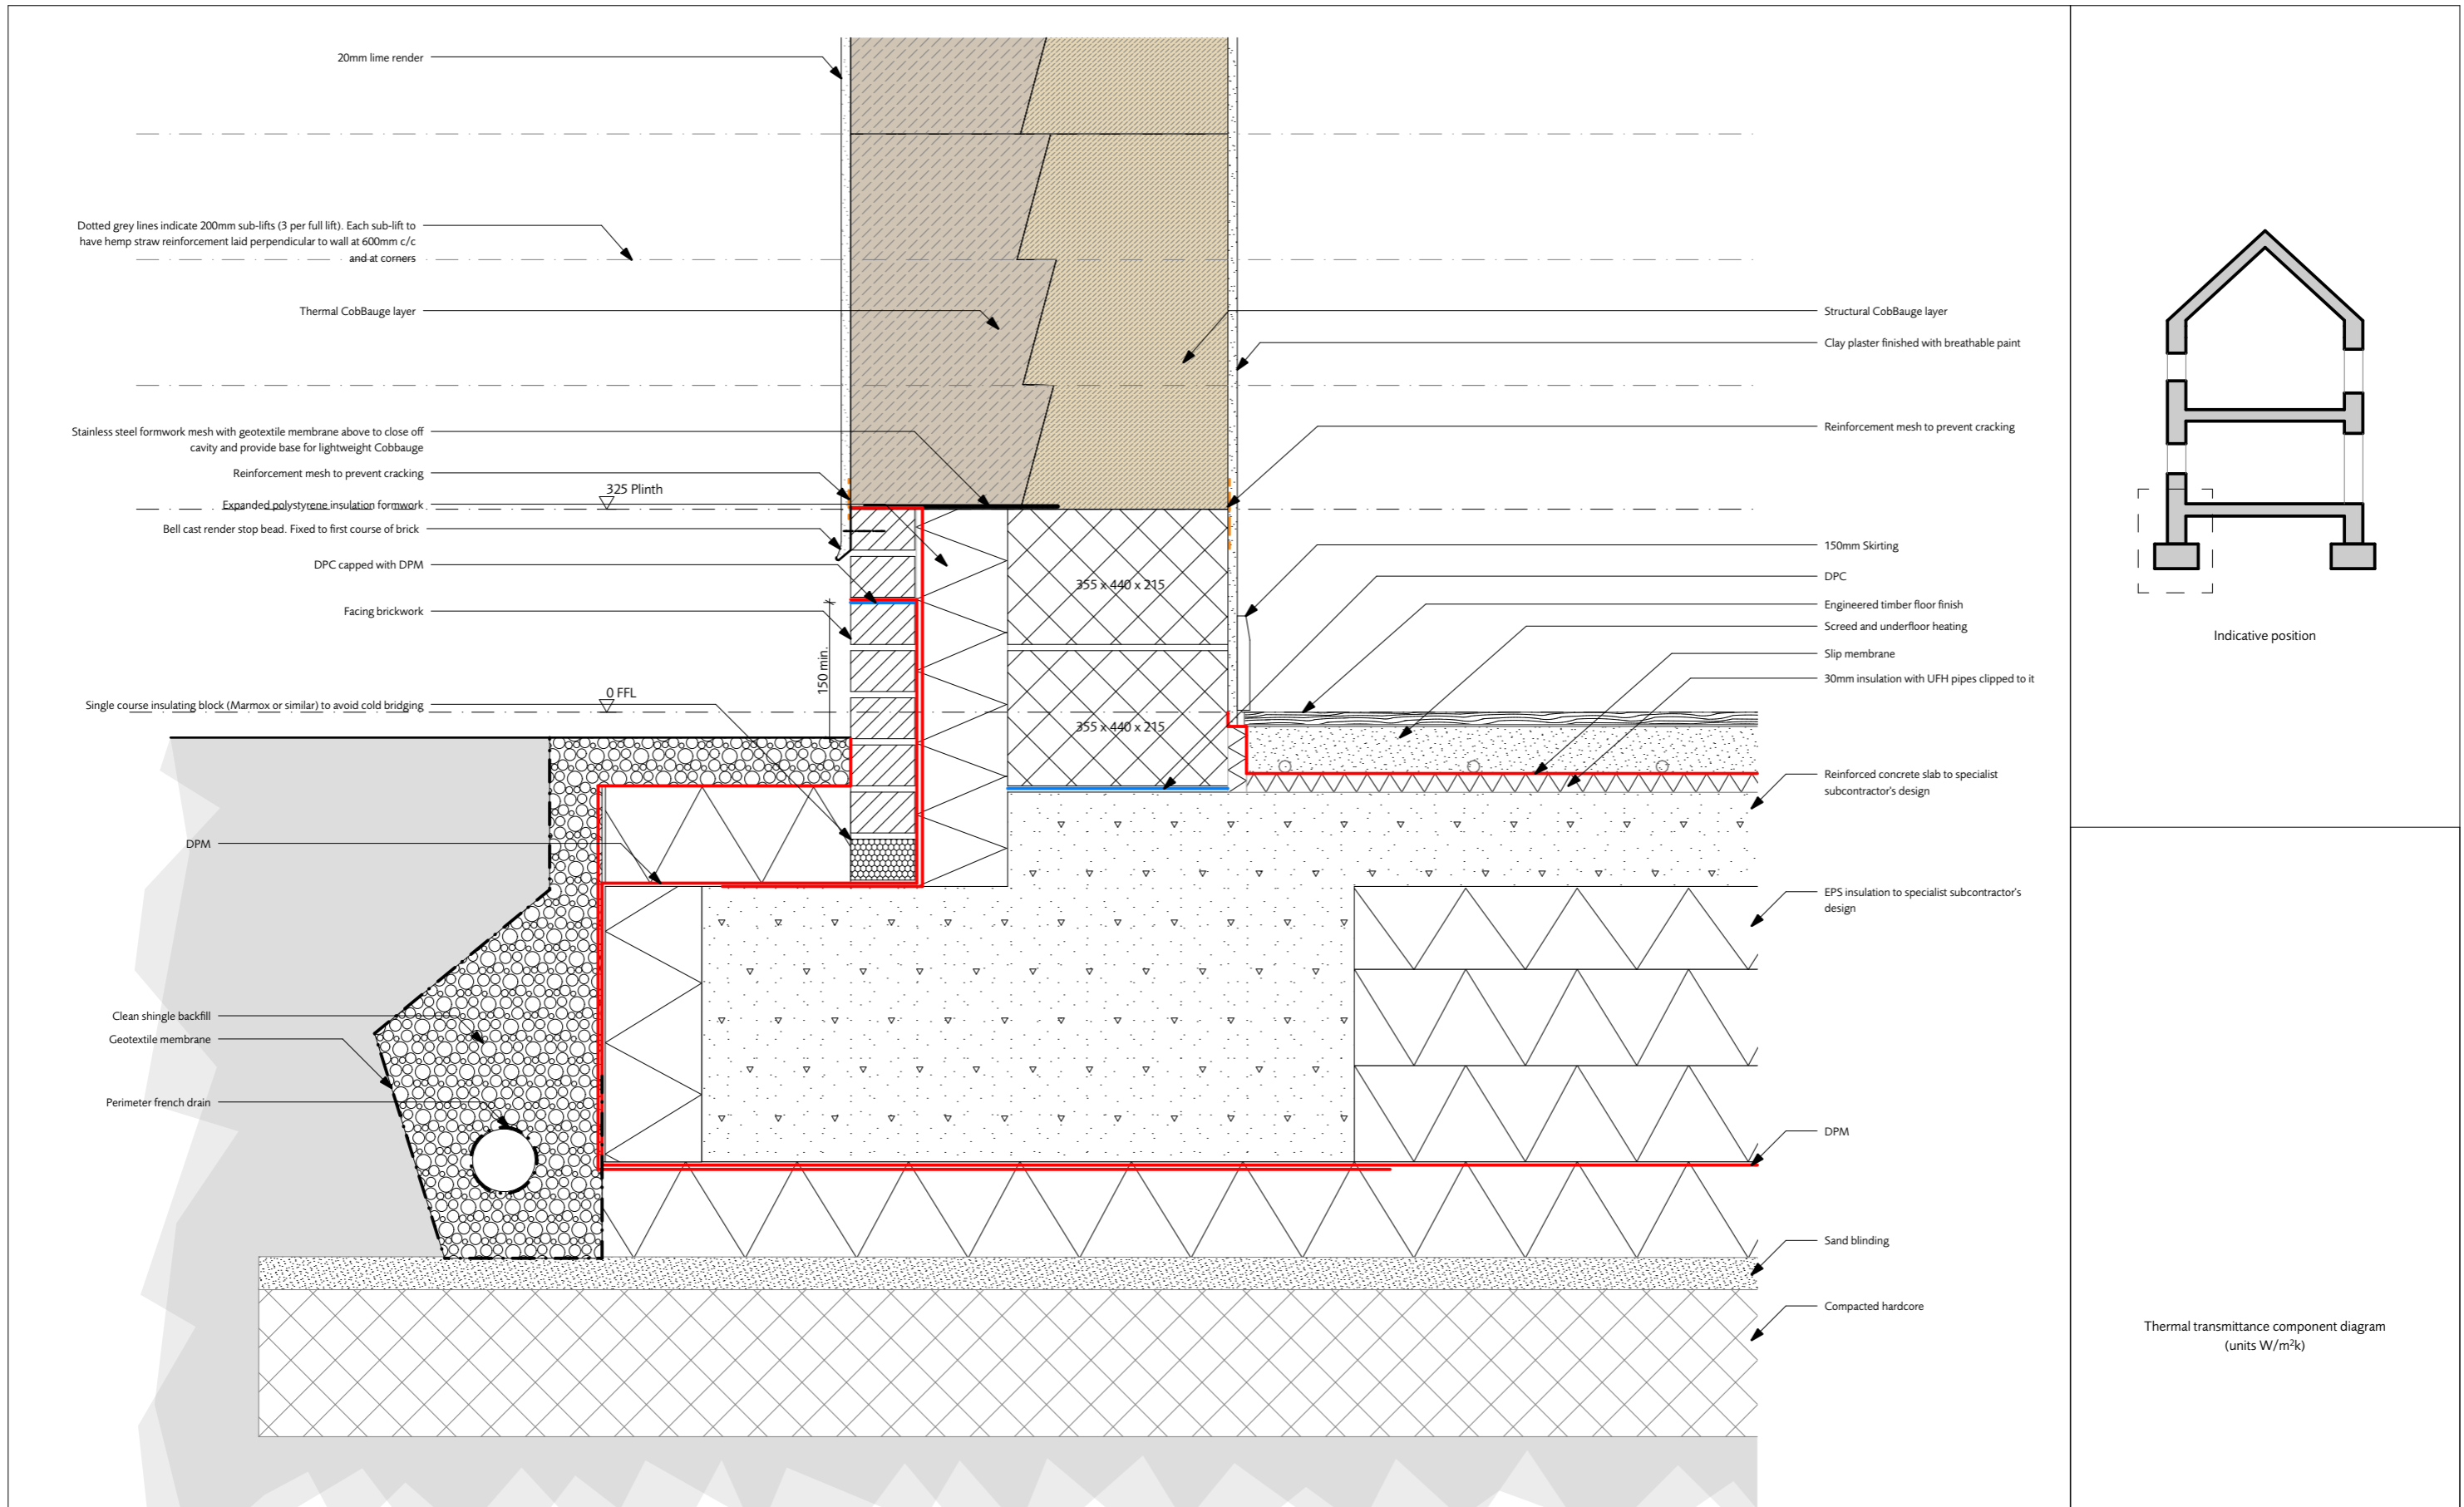 20mm lime render
Dotted grey lines indicate 200mm sub-lifts (3 per full lift). Each sub-lift to
have hemp straw reinforcement laid perpendicular to wall at 600mm c/c
and at corners
Thermal CobBauge layer
Stainless steel formwork mesh with geotextile membrane above to close off
cavity and provide base for lightweight Cobbauge
Reinforcement mesh to prevent cracking
325 Plinth
Expanded polystyrene insulation formwork
Bell cast render stop bead. Fixed to first course of brick
DPC capped with DPM
Facing brickwork
150 min.
0 FFL
Single course insulating block (Marmox or similar) to avoid cold bridging
DPM
Clean shingle backfill
Geotextile membrane
Perimeter french drain
355 x 440 x 215
355 x 440 x 215
Structural CobBauge layer
Clay plaster finished with breathable paint
Reinforcement mesh to prevent cracking
150mm Skirting
DPC
Engineered timber floor finish
Screed and underfloor heating
Slip membrane
30mm insulation with UFH pipes clipped to it
Reinforced concrete slab to specialist
subcontractor's design
EPS insulation to specialist subcontractor's
design
DPM
Sand blinding
Compacted hardcore
Indicative position
Thermal transmittance component diagram
(units W/m²k)